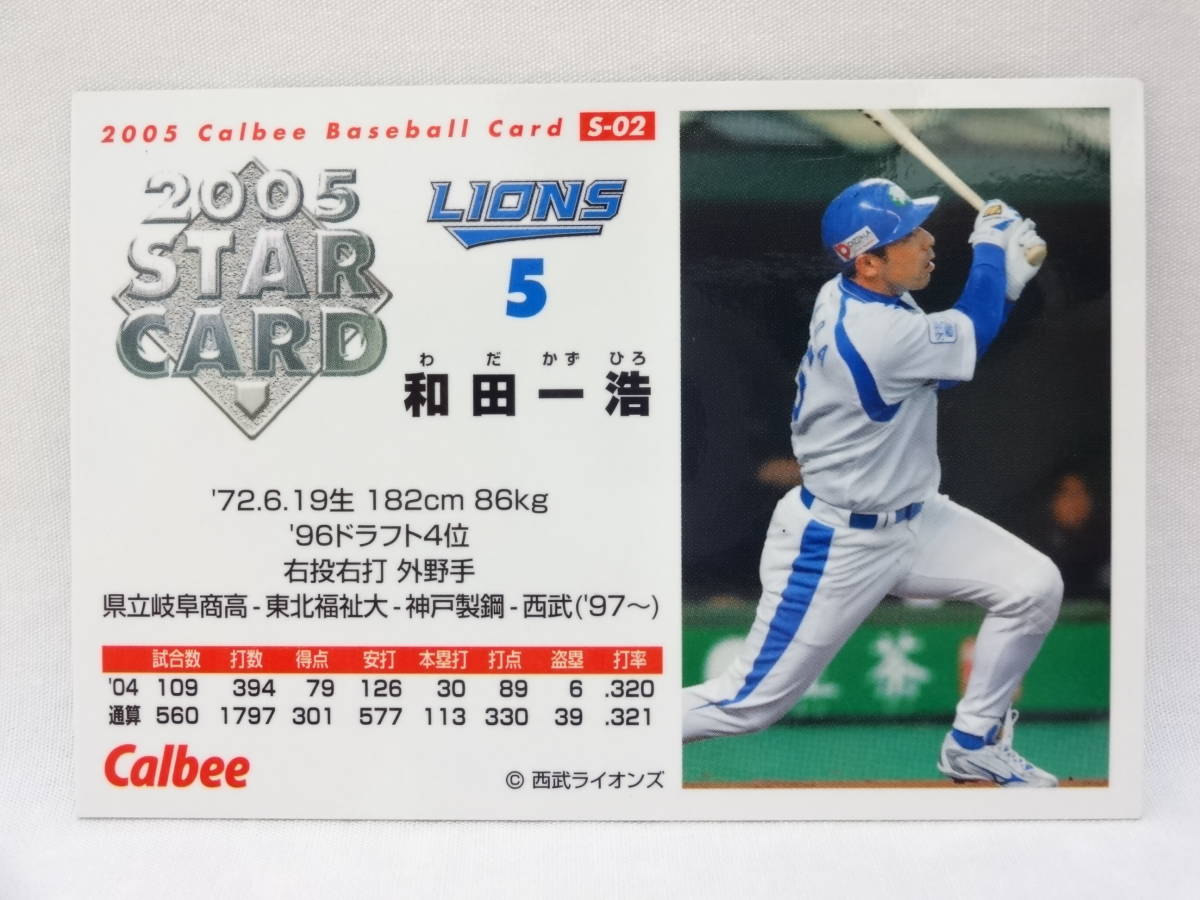 2005 Calbee Baseball Card S-02
2005
STAR
CARD
LIONS
5
わ だ かず ひろ
和田一浩
'72.6.19生 182cm 86kg
'96ドラフト4位
右投右打 外野手
県立岐阜商高-東北福祉大-神戸製鋼-西武('97〜)
試合数 打数 得点 安打 本塁打 打点 盗塁 打率
'04 109 394 79 126 30 89 6 .320
通算 560 1797 301 577 113 330 39 .321
Calbee
© 西武ライオンズ